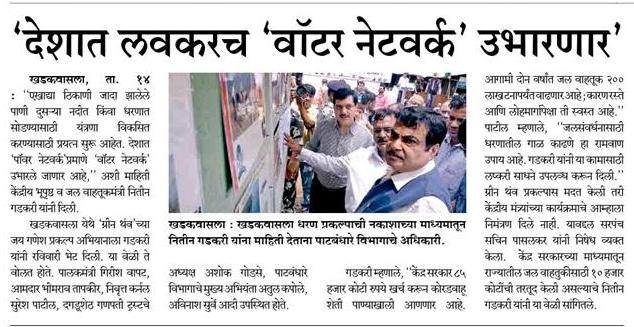 ‘देशात लवकरच ‘वॉटर नेटवर्क’ उभारणार’
खडकवासला, ता. १४
: “एखाद्या ठिकाणी जादा झालेले
पाणी दुसऱ्या नदीत किंवा धरणात
सोडण्यासाठी यंत्रणा विकसित
करण्यासाठी प्रयत्न सुरू आहेत. देशात
‘पॉवर नेटवर्क’प्रमाणे ‘वॉटर नेटवर्क’
उभारले जाणार आहे,” अशी माहिती
केंद्रीय भूपृष्ठ व जल वाहतूकमंत्री नितीन
गडकरी यांनी दिली.
खडकवासला येथे ‘ग्रीन थंब’च्या
जय गणेश प्रकल्प अभियानाला गडकरी
यांनी रविवारी भेट दिली. या वेळी ते
बोलत होते. पालकमंत्री गिरीश बापट,
आमदार भीमराव तापकीर, निवृत्त कर्नल
सुरेश पाटील, दगडूशेठ गणपती ट्रस्टचे
खडकवासला : खडकवासला धरण प्रकल्पाची नकाशाच्या माध्यमातून
नितीन गडकरी यांना माहिती देताना पाटबंधारे विभागाचे अधिकारी.
अध्यक्ष अशोक गोडसे, पाटबंधारे
विभागाचे मुख्य अभियंता अतुल कपोले,
अविनाश सुर्वे आदी उपस्थित होते.
गडकरी म्हणाले, “केंद्र सरकार ८५
हजार कोटी रुपये खर्च करून कोरडवाहू
शेती पाण्याखाली आणणार आहे.
आगामी दोन वर्षांत जल वाहतूक २००
लाख टनापर्यंत वाढणार आहे; कारण रस्ते
आणि लोहमार्गापेक्षा ती स्वस्त आहे.”
पाटील म्हणाले, “जलसंवर्धनासाठी
धरणातील गाळ काढणे हा रामबाण
उपाय आहे. गडकरी यांनी या कामासाठी
लष्करी साधने उपलब्ध करून दिली.”
ग्रीन थंब प्रकल्पास मदत केली तरी
केंद्रीय मंत्र्यांच्या कार्यक्रमाचे आम्हाला
निमंत्रण दिले नाही. याबद्दल सरपंच
सचिन पासलकर यांनी निषेध व्यक्त
केला. केंद्र सरकारच्या माध्यमातून
राज्यातील जल वाहतुकीसाठी १० हजार
कोटींची तरतूद केली असल्याचे नितीन
गडकरी यांनी या वेळी सांगितले.